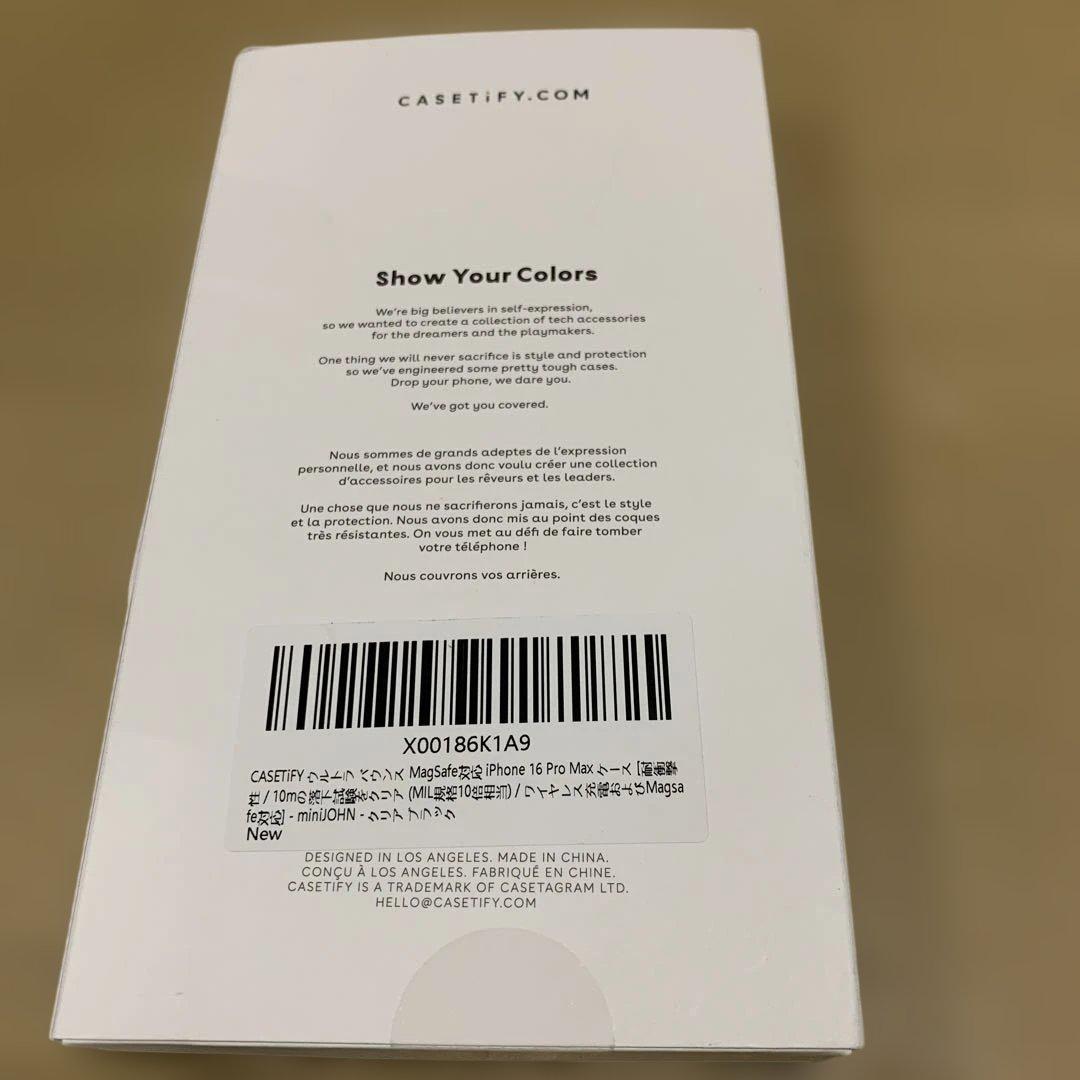 CASETiFY.COM
Show Your Colors
We're big believers in self-expression,
so we wanted to create a collection of tech accessories
for the dreamers and the playmakers.
One thing we will never sacrifice is style and protection
so we've engineered some pretty tough cases.
Drop your phone, we dare you.
We've got you covered.
Nous sommes de grands adeptes de l'expression
personnelle, et nous avons donc voulu créer une collection
d'accessoires pour les rêveurs et les leaders.
Une chose que nous ne sacrifierons jamais, c'est le style
et la protection. Nous avons donc mis au point des coques
très résistantes. On vous met au défi de faire tomber
votre téléphone !
Nous couvrons vos arrières.
X00186K1A9
CASETiFY ウルトラ バウンス MagSafe対応 iPhone 16 Pro Max ケース [耐衝撃
性 / 10mの落下試験をクリア (MIL規格10倍相当) / ワイヤレス充電およびMagsa
fe対応] - miniJOHN - クリア ブラック
New
DESIGNED IN LOS ANGELES. MADE IN CHINA.
CONÇU À LOS ANGELES. FABRIQUÉ EN CHINE.
CASETIFY IS A TRADEMARK OF CASETAGRAM LTD.
HELLO@CASETIFY.COM